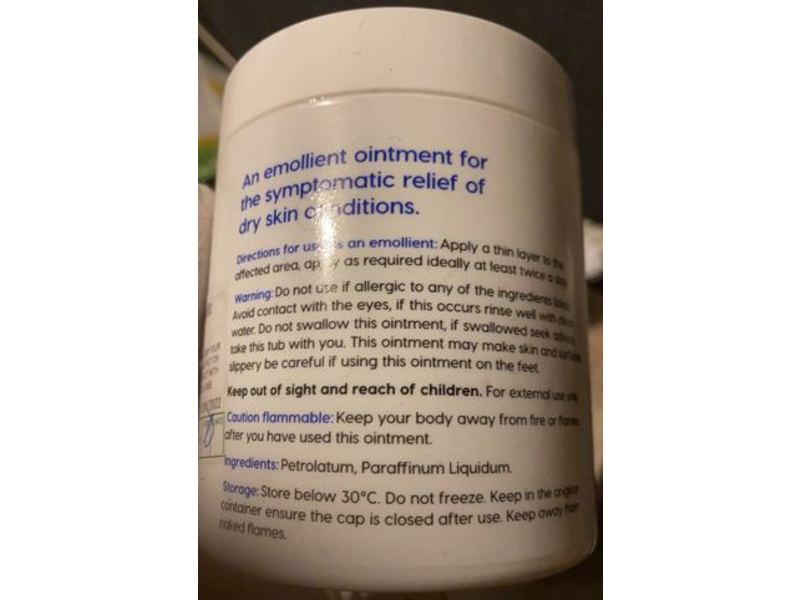 An emollient ointment for
the symptomatic relief of
dry skin conditions.
Directions for use as an emollient: Apply a thin layer to the
affected area, apply as required ideally at least twice a day
Warning: Do not use if allergic to any of the ingredients
Avoid contact with the eyes, if this occurs rinse well with
water. Do not swallow this ointment, if swallowed seek
take this tub with you. This ointment may make skin and surfaces
slippery be careful if using this ointment on the feet.
Keep out of sight and reach of children. For external use only
Caution flammable: Keep your body away from fire or flames
after you have used this ointment.
Ingredients: Petrolatum, Paraffinum Liquidum.
Storage: Store below 30°C. Do not freeze. Keep in the original
container ensure the cap is closed after use. Keep away from
naked flames.